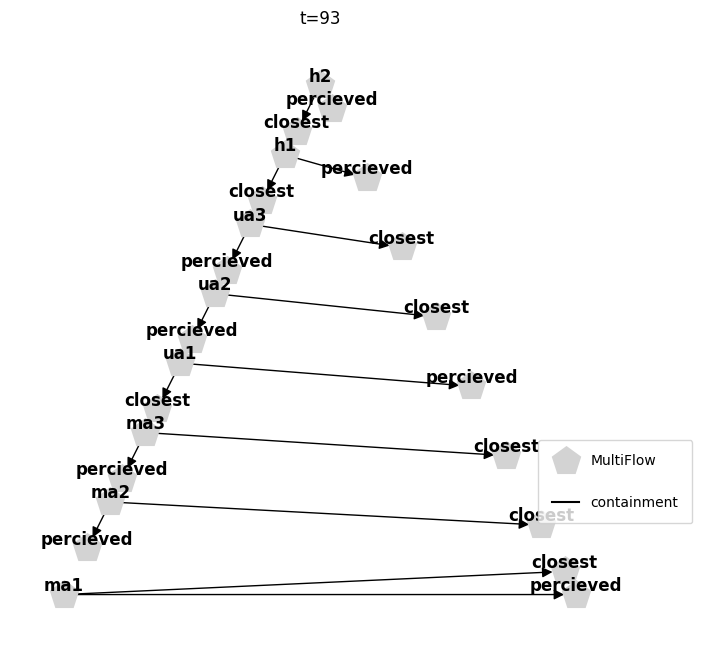 t=93
h2
percieved
closest
h1
percieved
closest
ua3
closest
percieved
ua2
closest
percieved
ua1
percieved
closest
ma3
closest
MultiFlow
percieved
ma2
containment
closest
percieved
closest
ma1
percieved